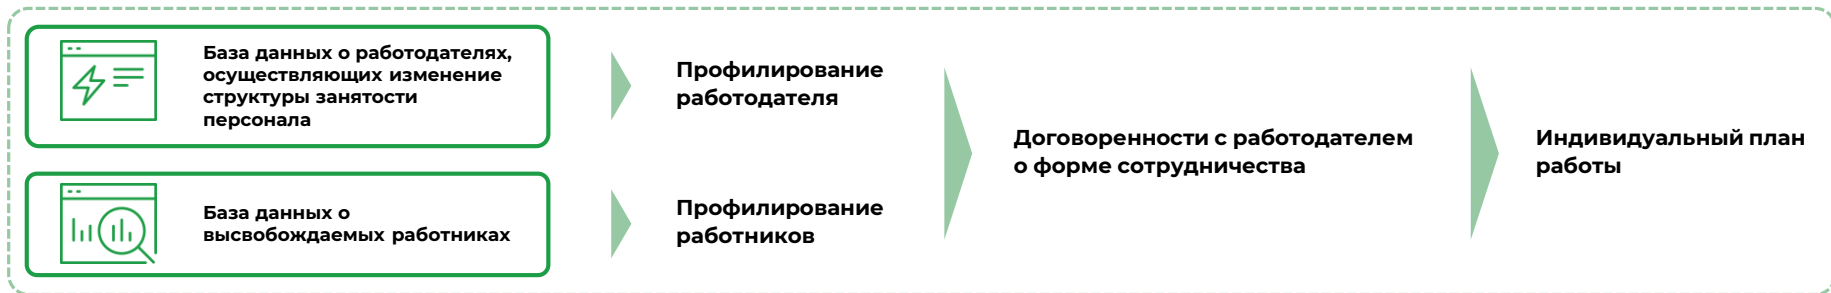 База данных о работодателях,
осуществляющих изменение
структуры занятости
персонала
Профилирование
работодателя
База данных о
высвобождаемых работниках
Профилирование
работников
Договоренности с работодателем
о форме сотрудничества
Индивидуальный план
работы